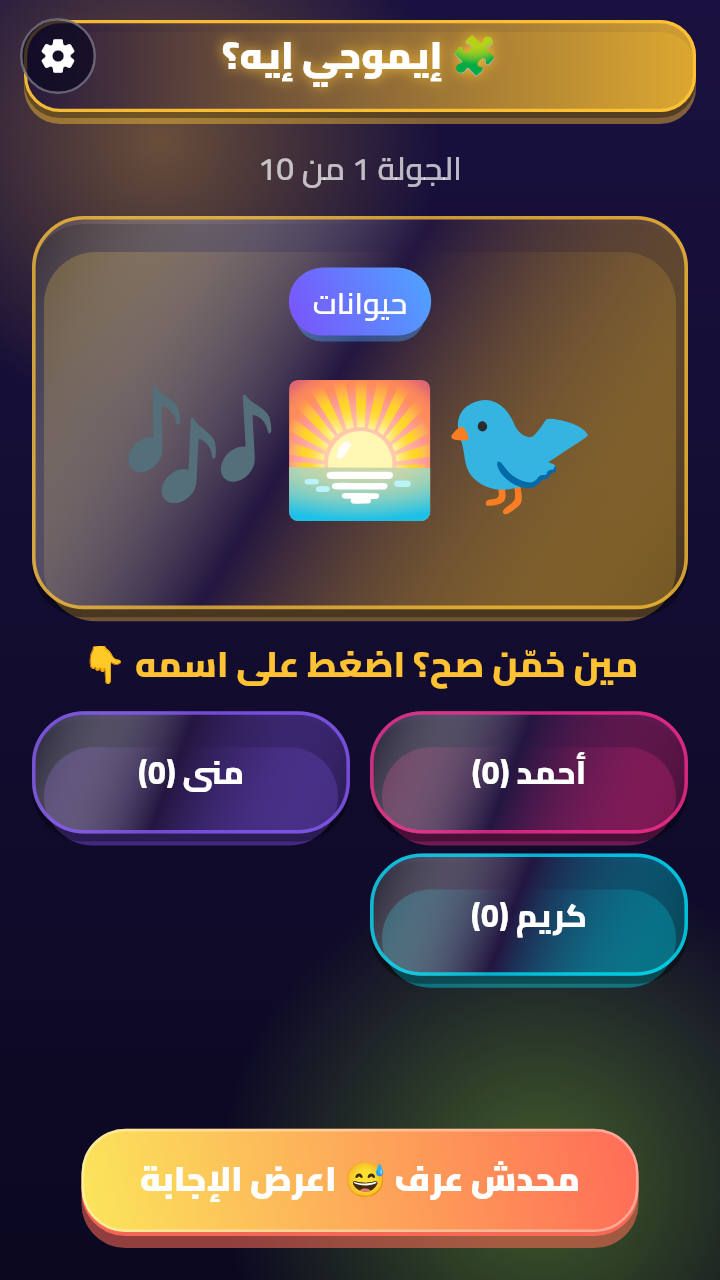 🧩 إيموجي إيه؟
الجولة 1 من 10
حيوانات
مين خمّن صح؟ اضغط على اسمه 👇
أحمد (0)
منى (0)
كريم (0)
محدش عرف 😅 اعرض الإجابة